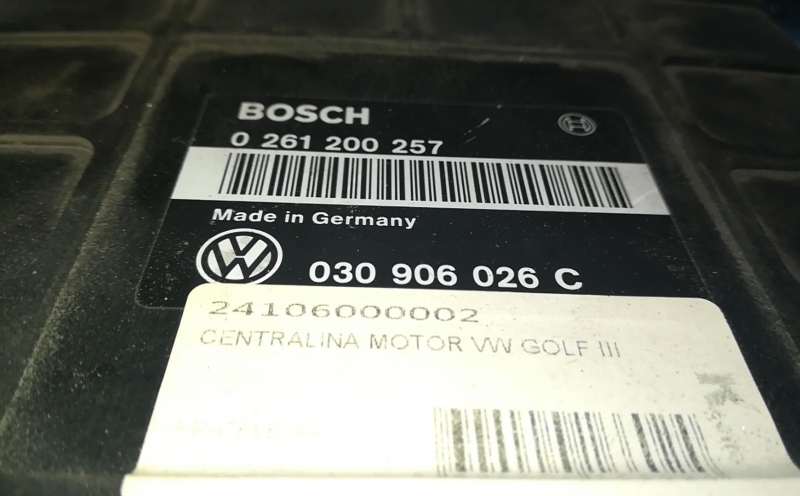 BOSCH
0 261 200 257
Made in Germany
030 906 026 C
24106000002
CENTRALINA MOTOR VW GOLF III